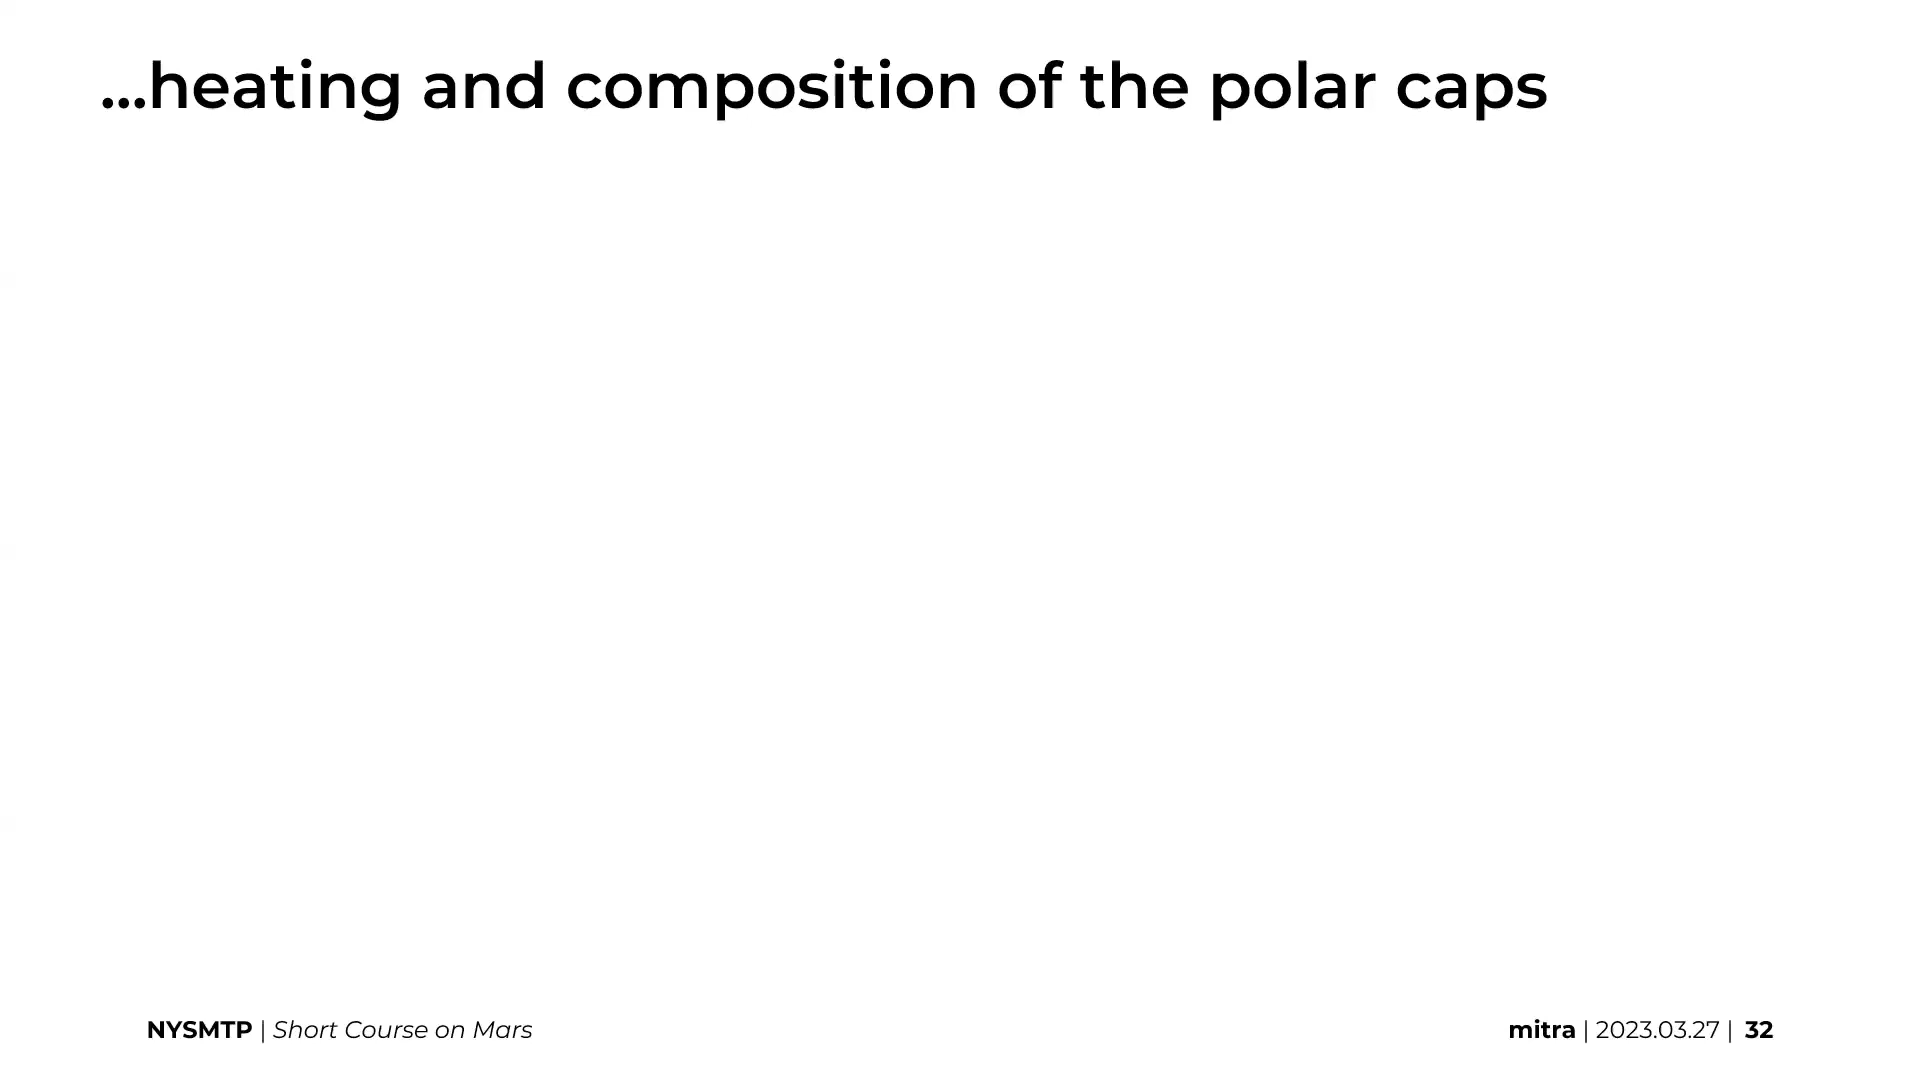 ...heating and composition of the polar caps
NYSMTP | Short Course on Mars
mitra | 2023.03.27 | 32